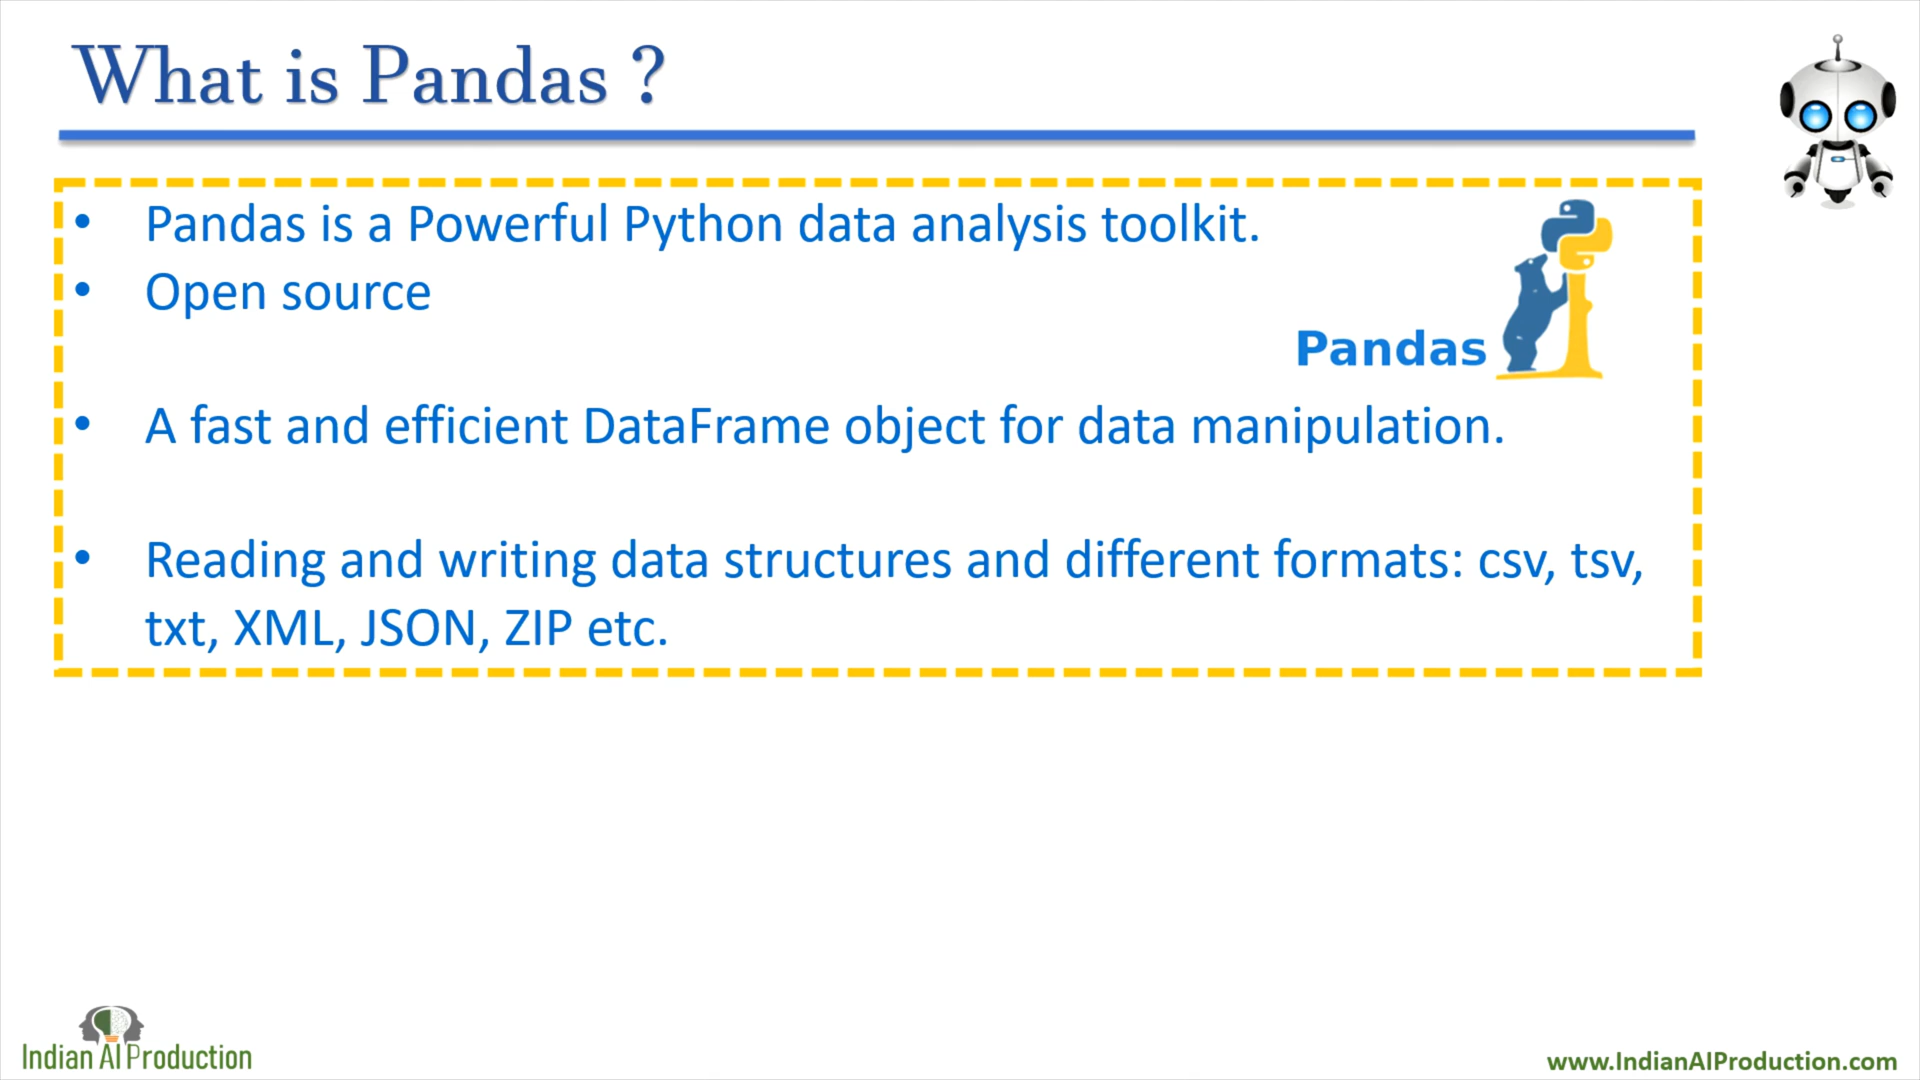 What is Pandas ?
• Pandas is a Powerful Python data analysis toolkit.
• Open source
Pandas
• A fast and efficient DataFrame object for data manipulation.
• Reading and writing data structures and different formats: csv, tsv,
txt, XML, JSON, ZIP etc.
Indian AI Production
www.IndianAIProduction.com